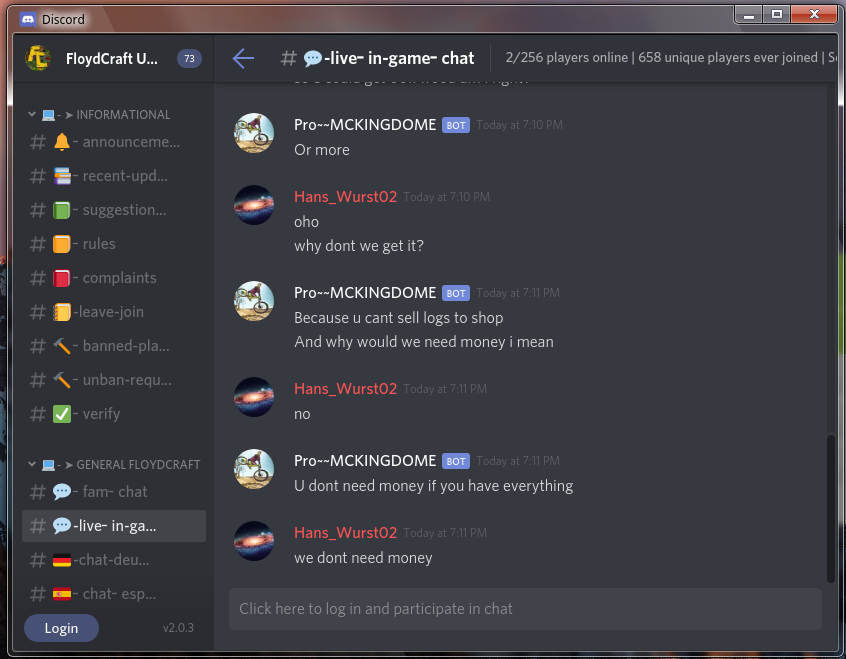 Discord
FloydCraft U...
73
# 💬-live- in-game- chat
2/256 players online | 658 unique players ever joined | S
💻- ➤ INFORMATIONAL
# 🔔- announceme...
# 📚- recent-upd...
# 📗- suggestion...
# 📙- rules
# 📕- complaints
# 📒-leave-join
# 🔨- banned-pla...
# 🔨- unban-requ...
# ✅- verify
💻- ➤ GENERAL FLOYDCRAFT
# 💬- fam- chat
# 💬-live- in-ga...
# 🇩🇪-chat-deu...
# 🇪🇸- chat- esp...
Login
v2.0.3
Pro~~MCKINGDOME BOT Today at 7:10 PM
Or more
Hans_Wurst02 Today at 7:10 PM
oho
why dont we get it?
Pro~~MCKINGDOME BOT Today at 7:11 PM
Because u cant sell logs to shop
And why would we need money i mean
Hans_Wurst02 Today at 7:11 PM
no
Pro~~MCKINGDOME BOT Today at 7:11 PM
U dont need money if you have everything
Hans_Wurst02 Today at 7:11 PM
we dont need money
Click here to log in and participate in chat